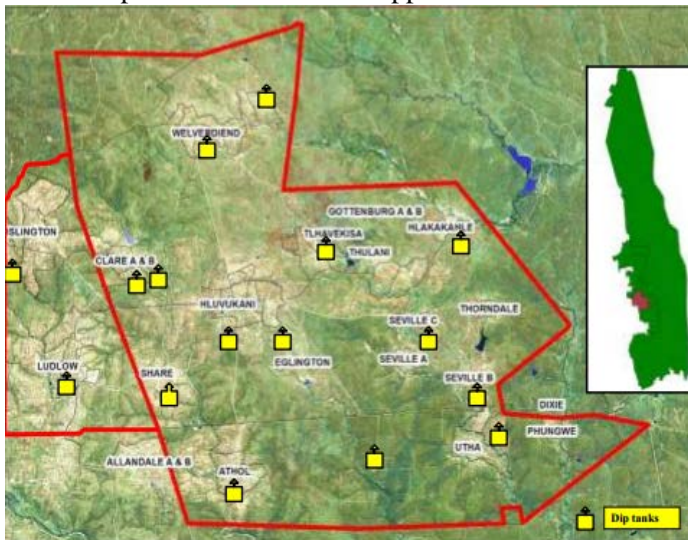 WELVERDIEND
GOTTENBURG A & B
TLHAVEKISA
HLAKAKAHLE
THULANI
ISLINGTON
CLARE A & B
HLUVUKANI
SEVILLE C
THORNDALE
EGLINGTON
SEVILLE A
LUDLOW
SHARE
SEVILLE B
DIXIE
PHUNGWE
UTHA
ALLANDALE A & B
ATHOL
Dip tanks